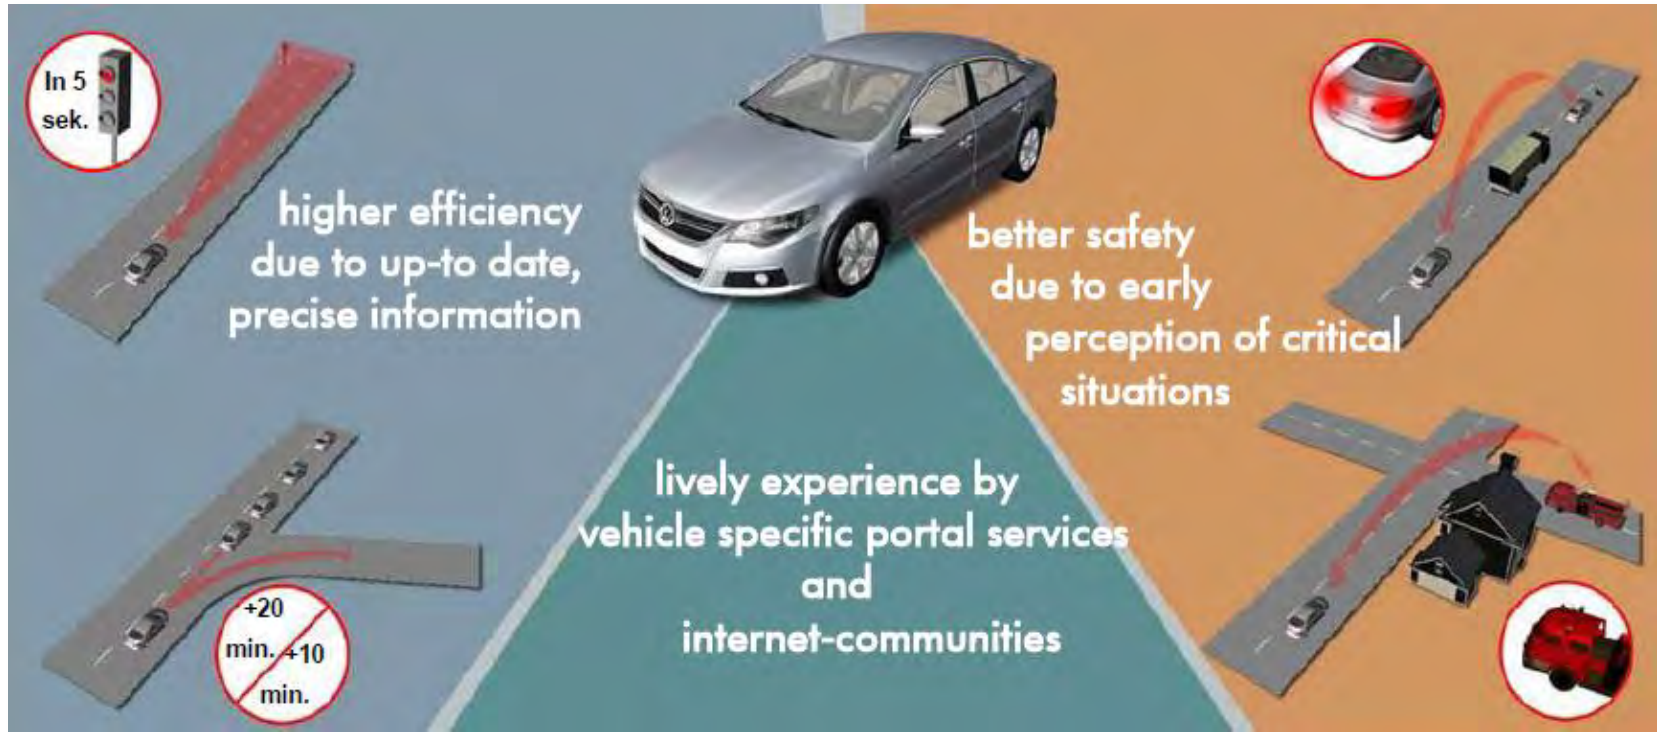 In 5
sek.
higher efficiency
due to up-to date,
precise information
better safety
due to early
perception of critical
situations
+20
min. +10
min.
lively experience by
vehicle specific portal services
and
internet-communities